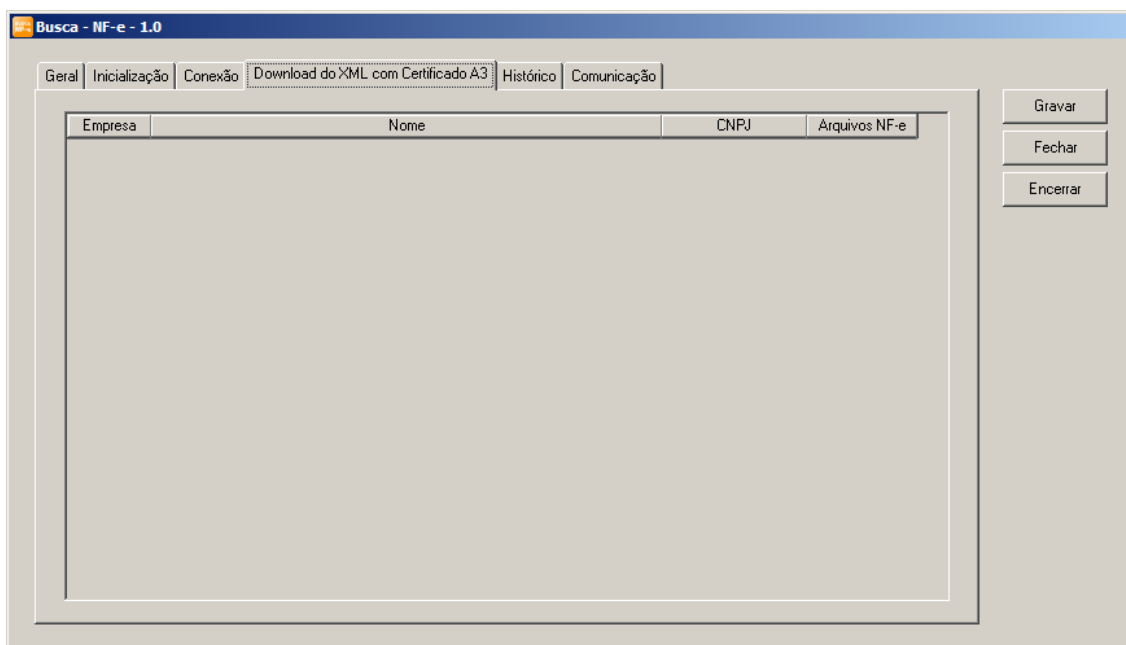 Busca - NF-e - 1.0
Geral Inicialização Conexão Download do XML com Certificado A3 Histórico Comunicação
Gravar
Empresa Nome CNPJ Arquivos NF-e
Fechar
Encerrar